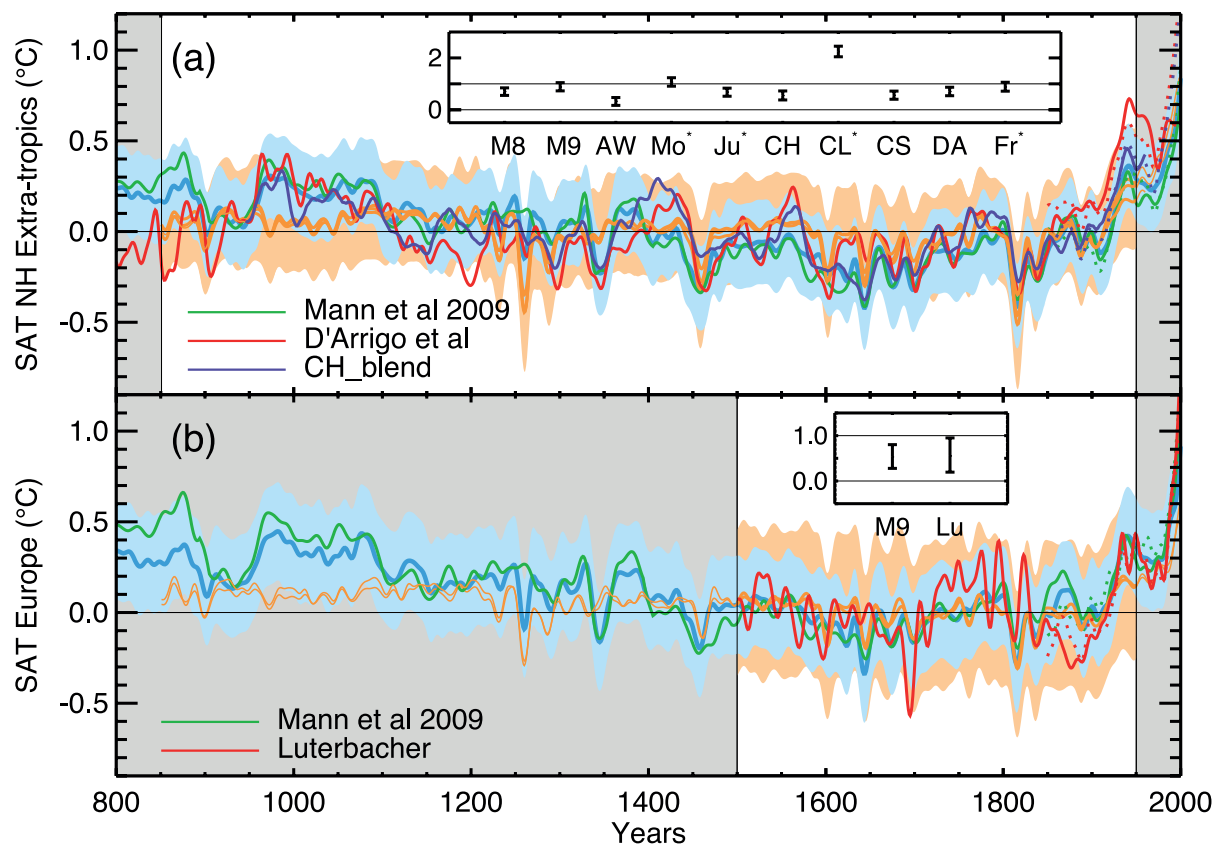 (a)
SAT NH Extra-tropics (°C)
1.0
0.5
0.0
-0.5
2
0
M8 M9 AW Mo* Ju* CH CL* CS DA Fr*
Mann et al 2009
D'Arrigo et al
CH_blend
(b)
SAT Europe (°C)
1.0
0.5
0.0
-0.5
1.0
0.0
M9 Lu
Mann et al 2009
Luterbacher
800 1000 1200 1400 1600 1800 2000
Years